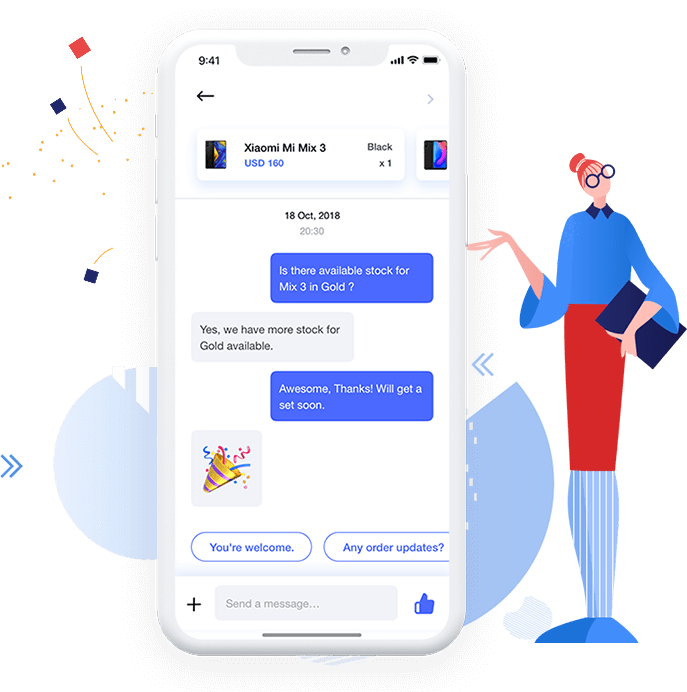 9:41
Xiaomi Mi Mix 3
Black
USD 160
x 1
18 Oct, 2018
20:30
Is there available stock for
Mix 3 in Gold ?
Yes, we have more stock for
Gold available.
Awesome, Thanks! Will get a
set soon.
You're welcome.
Any order updates?
Send a message...